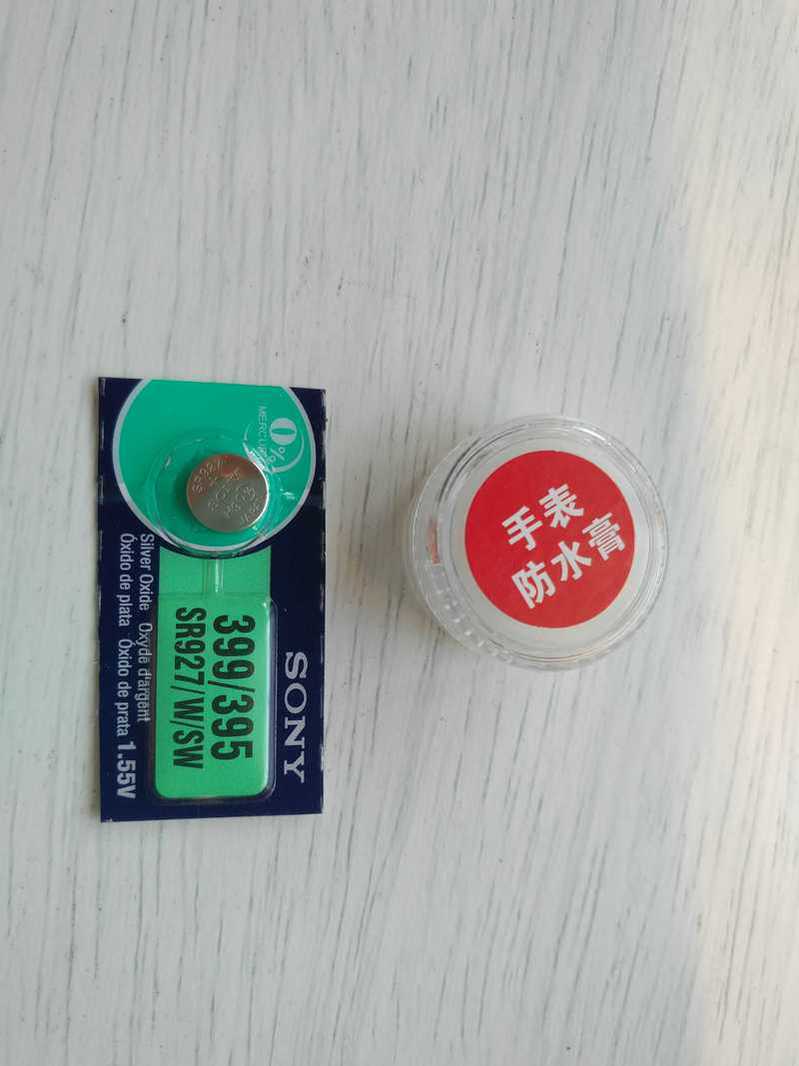 SONY
399/395
SR927/W/SW
0%
MERCURY
Silver Oxide Oxyde d'argent
Óxido de plata Óxido de prata 1.55V
手表
防水膏